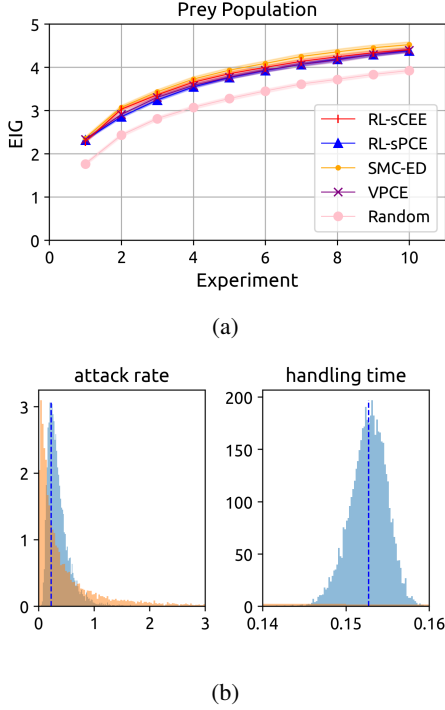 Prey Population
EIG
5
4
3
2
1
0
0 2 4 6 8 10
Experiment
RL-sCEE
RL-sPCE
SMC-ED
VPCE
Random
(a)
attack rate
3
2
1
0
0 1 2 3
handling time
200
150
100
50
0
0.14 0.15 0.16
(b)